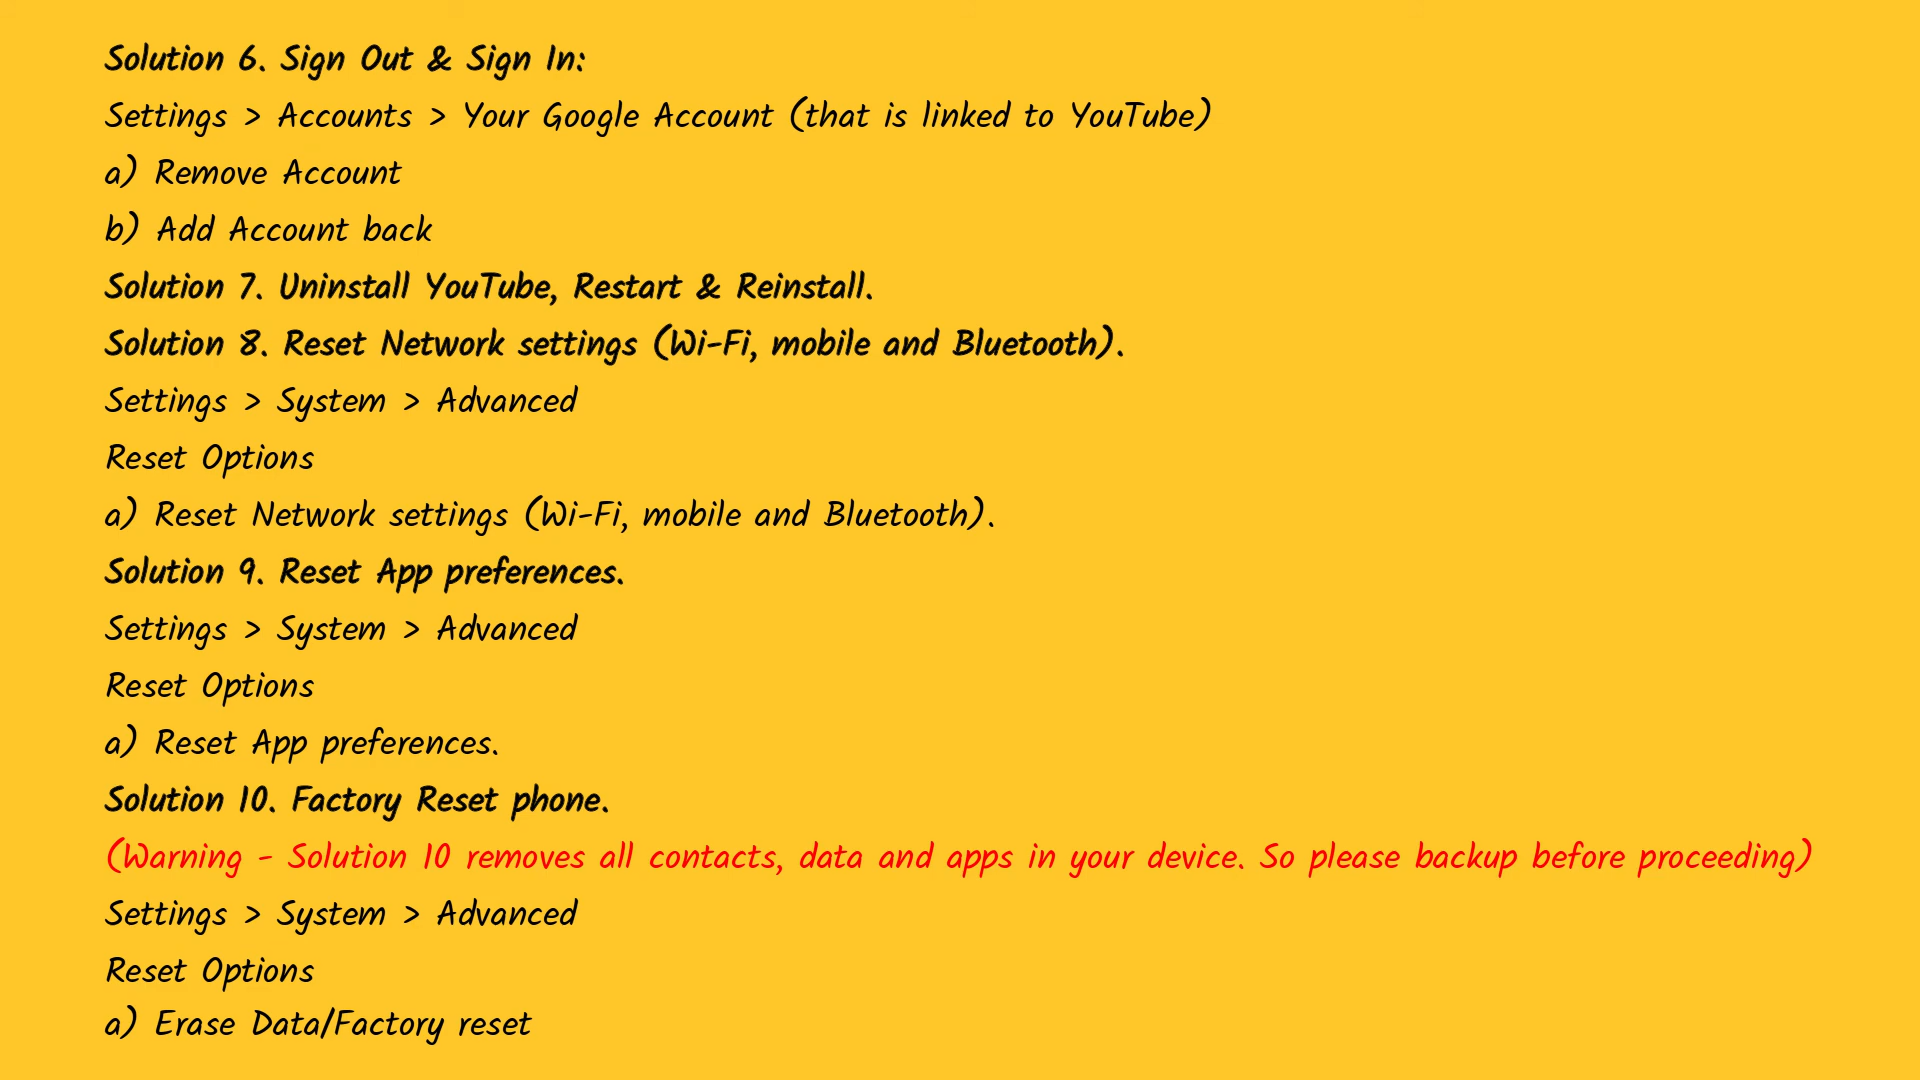 Solution 6. Sign Out & Sign In:
Settings > Accounts > Your Google Account (that is linked to YouTube)
a) Remove Account
b) Add Account back
Solution 7. Uninstall YouTube, Restart & Reinstall.
Solution 8. Reset Network settings (Wi-Fi, mobile and Bluetooth).
Settings > System > Advanced
Reset Options
a) Reset Network settings (Wi-Fi, mobile and Bluetooth).
Solution 9. Reset App preferences.
Settings > System > Advanced
Reset Options
a) Reset App preferences.
Solution 10. Factory Reset phone.
(Warning - Solution 10 removes all contacts, data and apps in your device. So please backup before proceeding)
Settings > System > Advanced
Reset Options
a) Erase Data/Factory reset